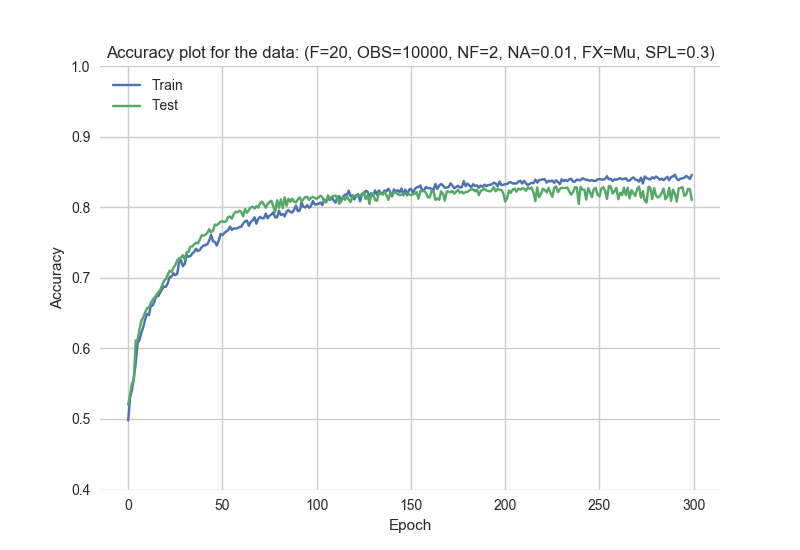 Accuracy plot for the data: (F=20, OBS=10000, NF=2, NA=0.01, FX=Mu, SPL=0.3)
1.0
Train
Test
0.9
0.8
0.7
Accuracy
0.6
0.5
0.4
0 50 100 150 200 250 300
Epoch